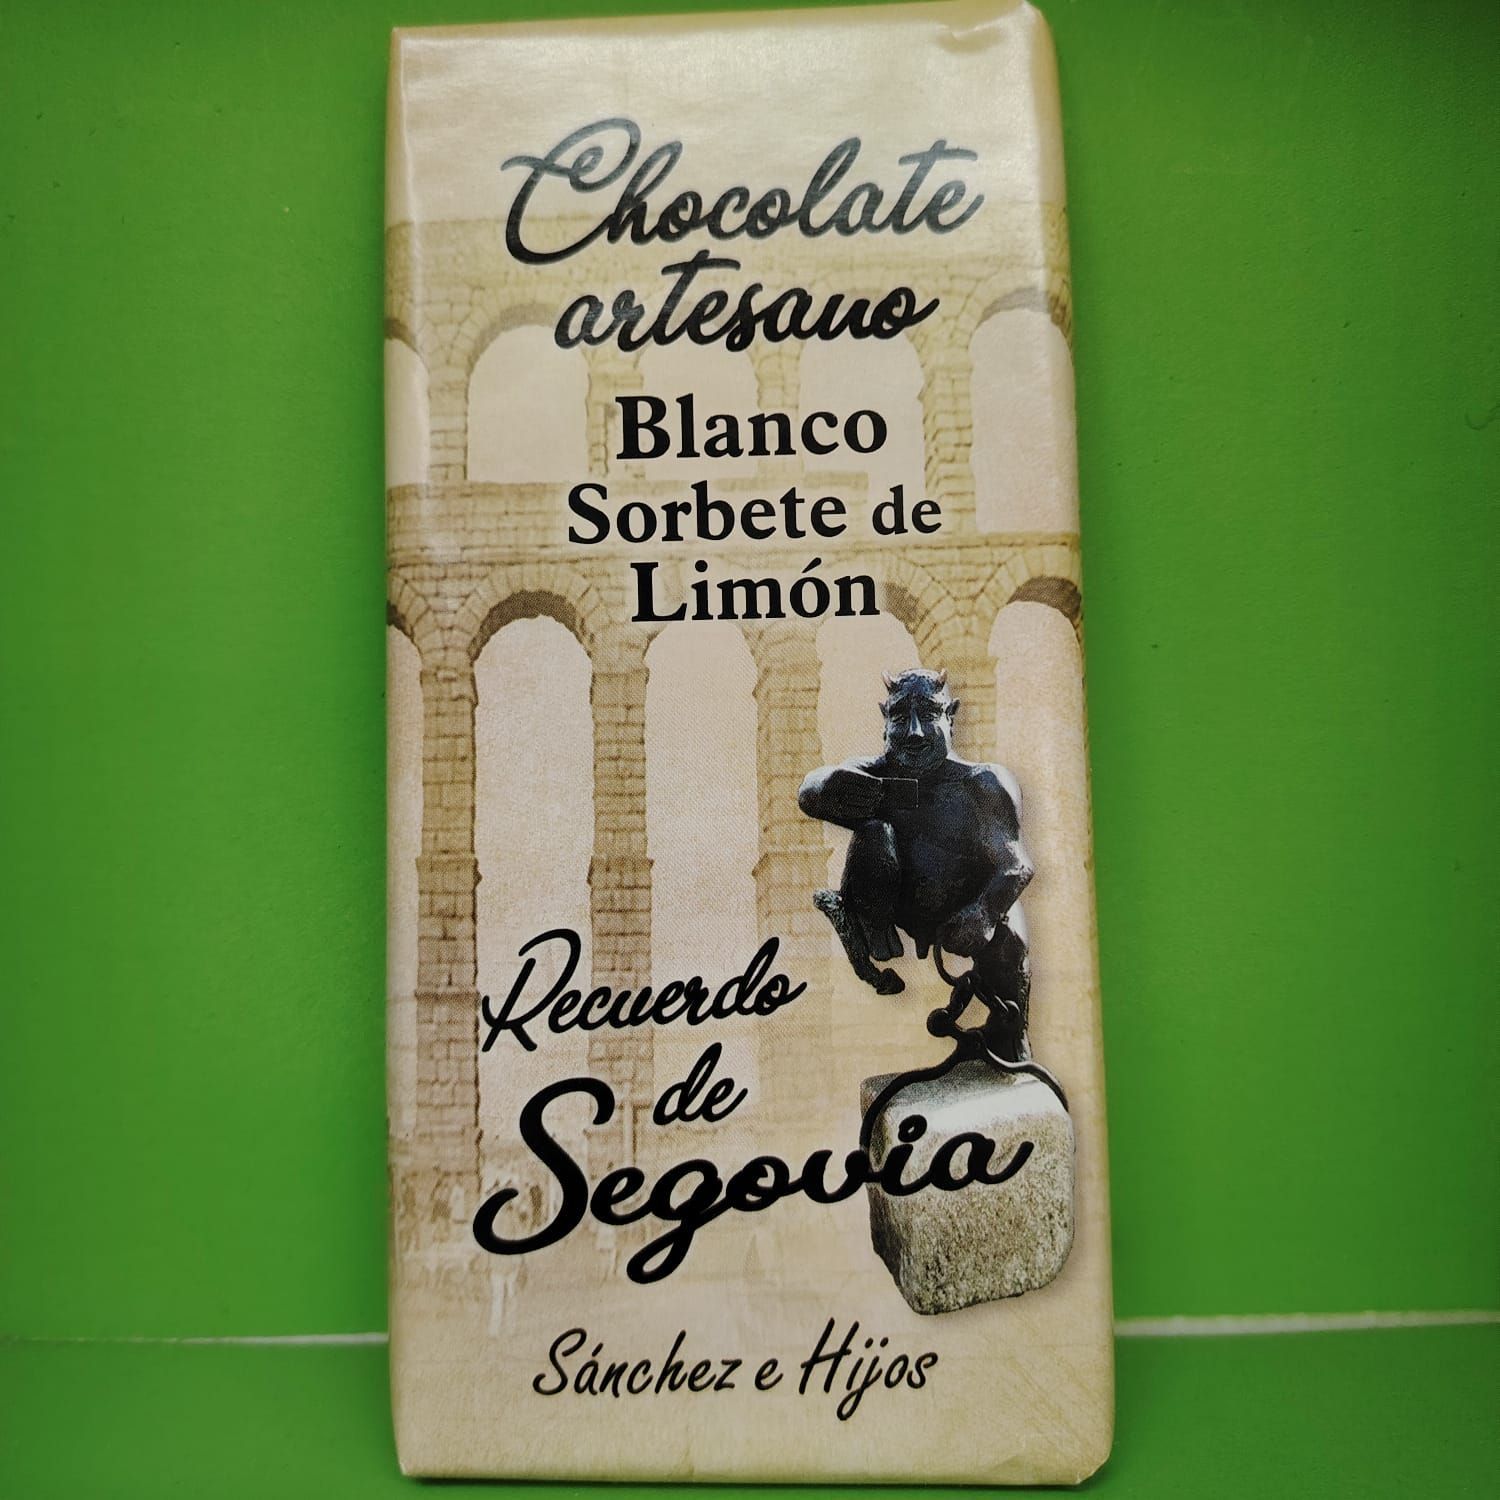 Chocolate
artesano
Blanco
Sorbete de
Limón
Recuerdo
de
Segovia
Sánchez e Hijos